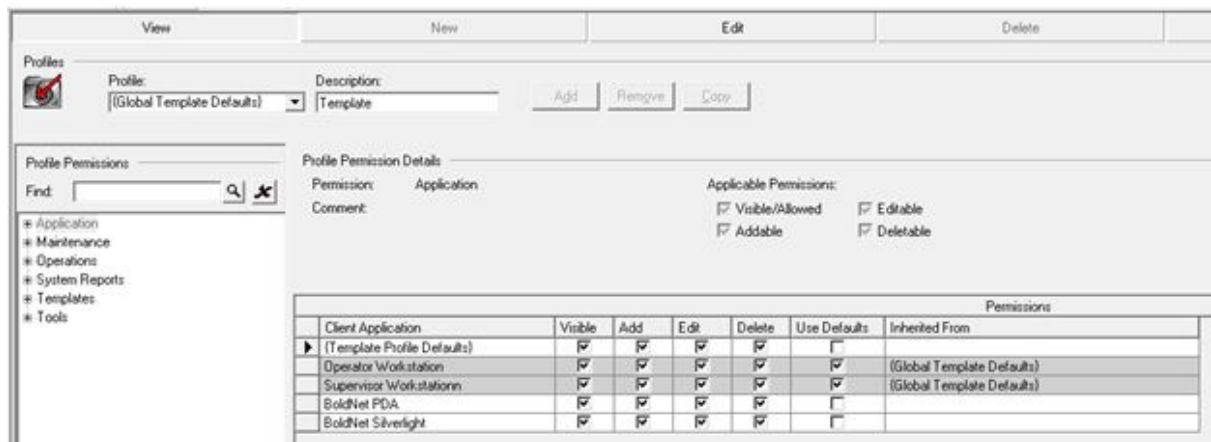 View New Edit Delete
Profiles
Profile: Description:
{Global Template Defaults} Template Add Remove Copy
Profile Permissions
Find:
Application
Maintenance
Operations
System Reports
Templates
Tools
Profile Permission Details
Permission: Application Applicable Permissions:
Comment: Visible/Allowed Editable
Addable Deletable
Permissions
Client Application Visible Add Edit Delete Use Defaults Inherited From
{Template Profile Defaults}
Operator Workstation {Global Template Defaults}
Supervisor Workstationn {Global Template Defaults}
BoldNet PDA
BoldNet Silverlight